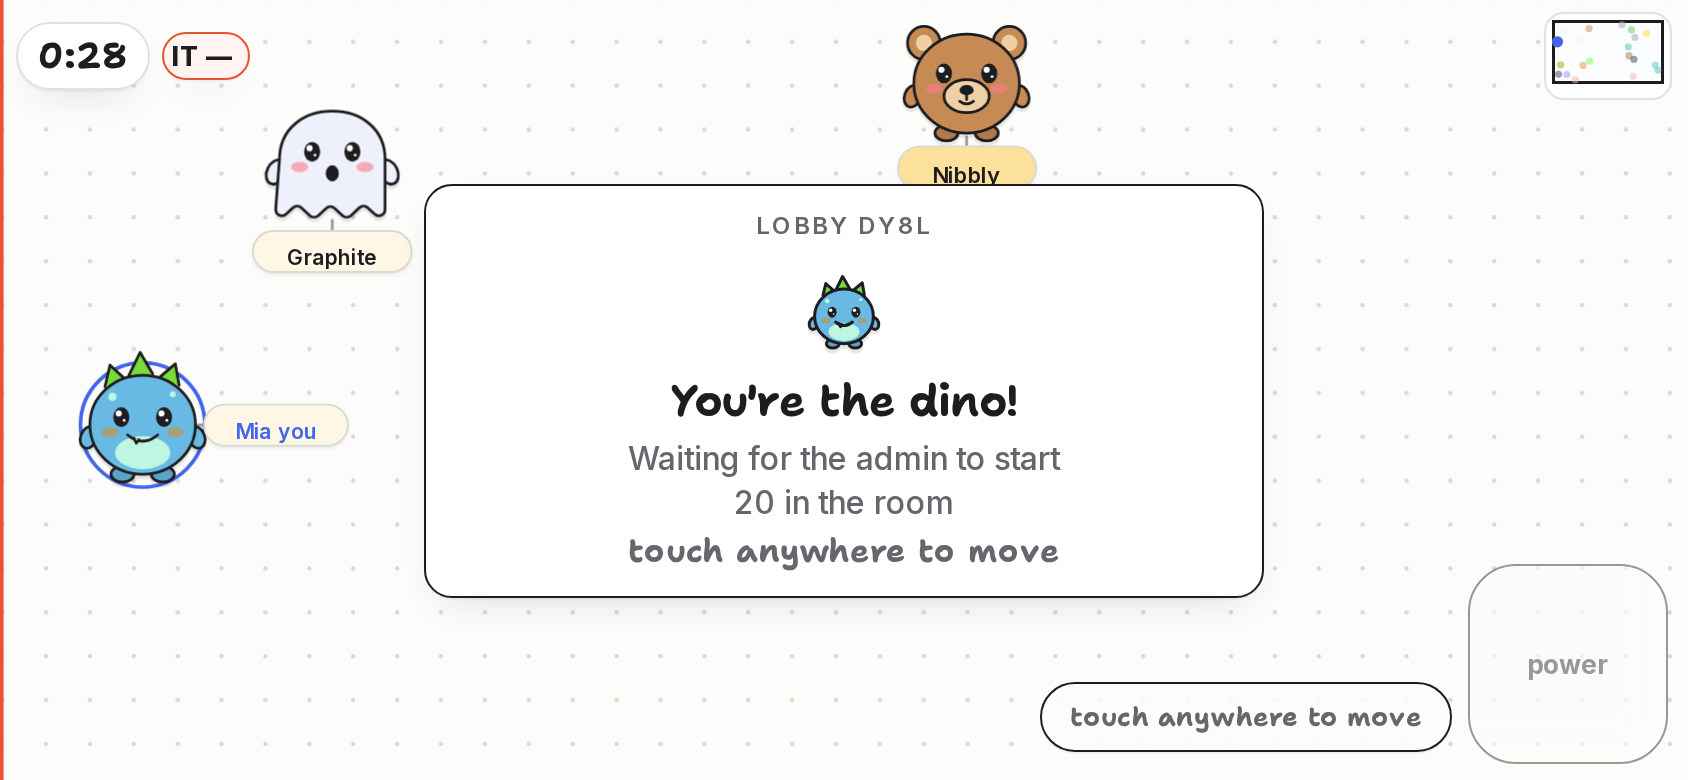 0:28
IT —
Nibbly
Graphite
Mia you
LOBBY DY8L
You're the dino!
Waiting for the admin to start
20 in the room
touch anywhere to move
power
touch anywhere to move